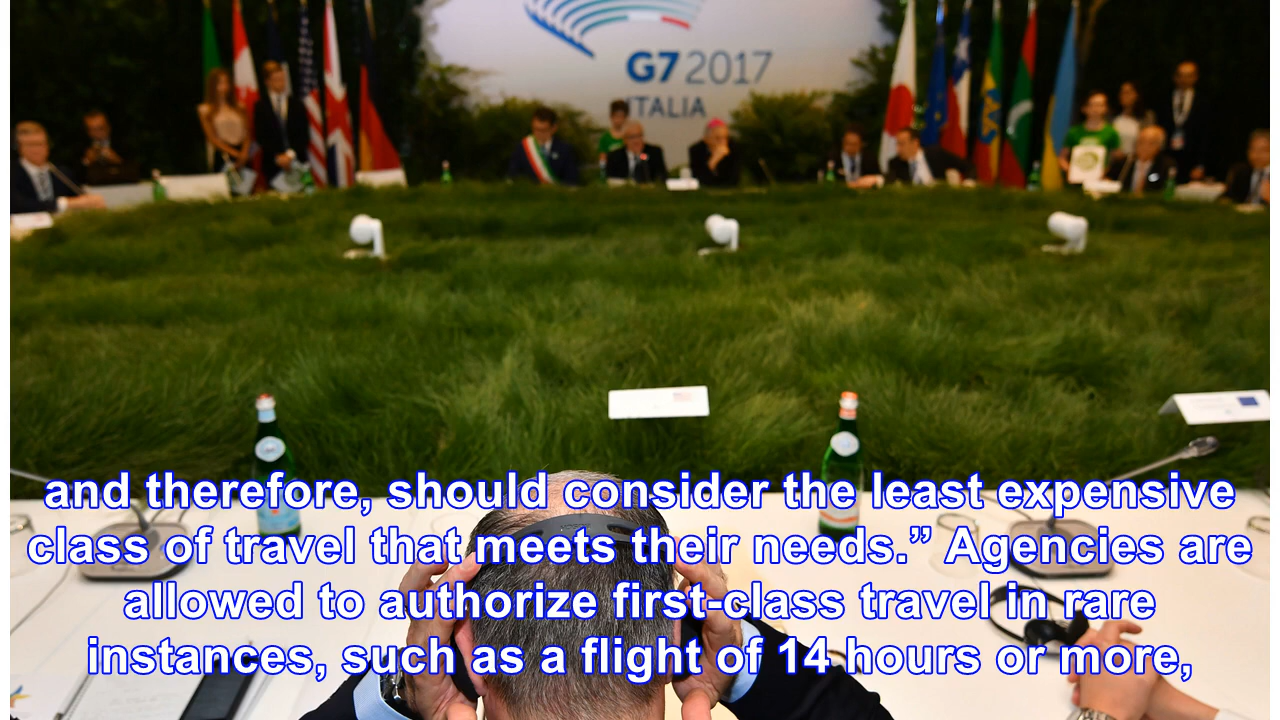 G7 2017
ITALIA
and therefore, should consider the least expensive
class of travel that meets their needs.” Agencies are
allowed to authorize first-class travel in rare
instances, such as a flight of 14 hours or more,